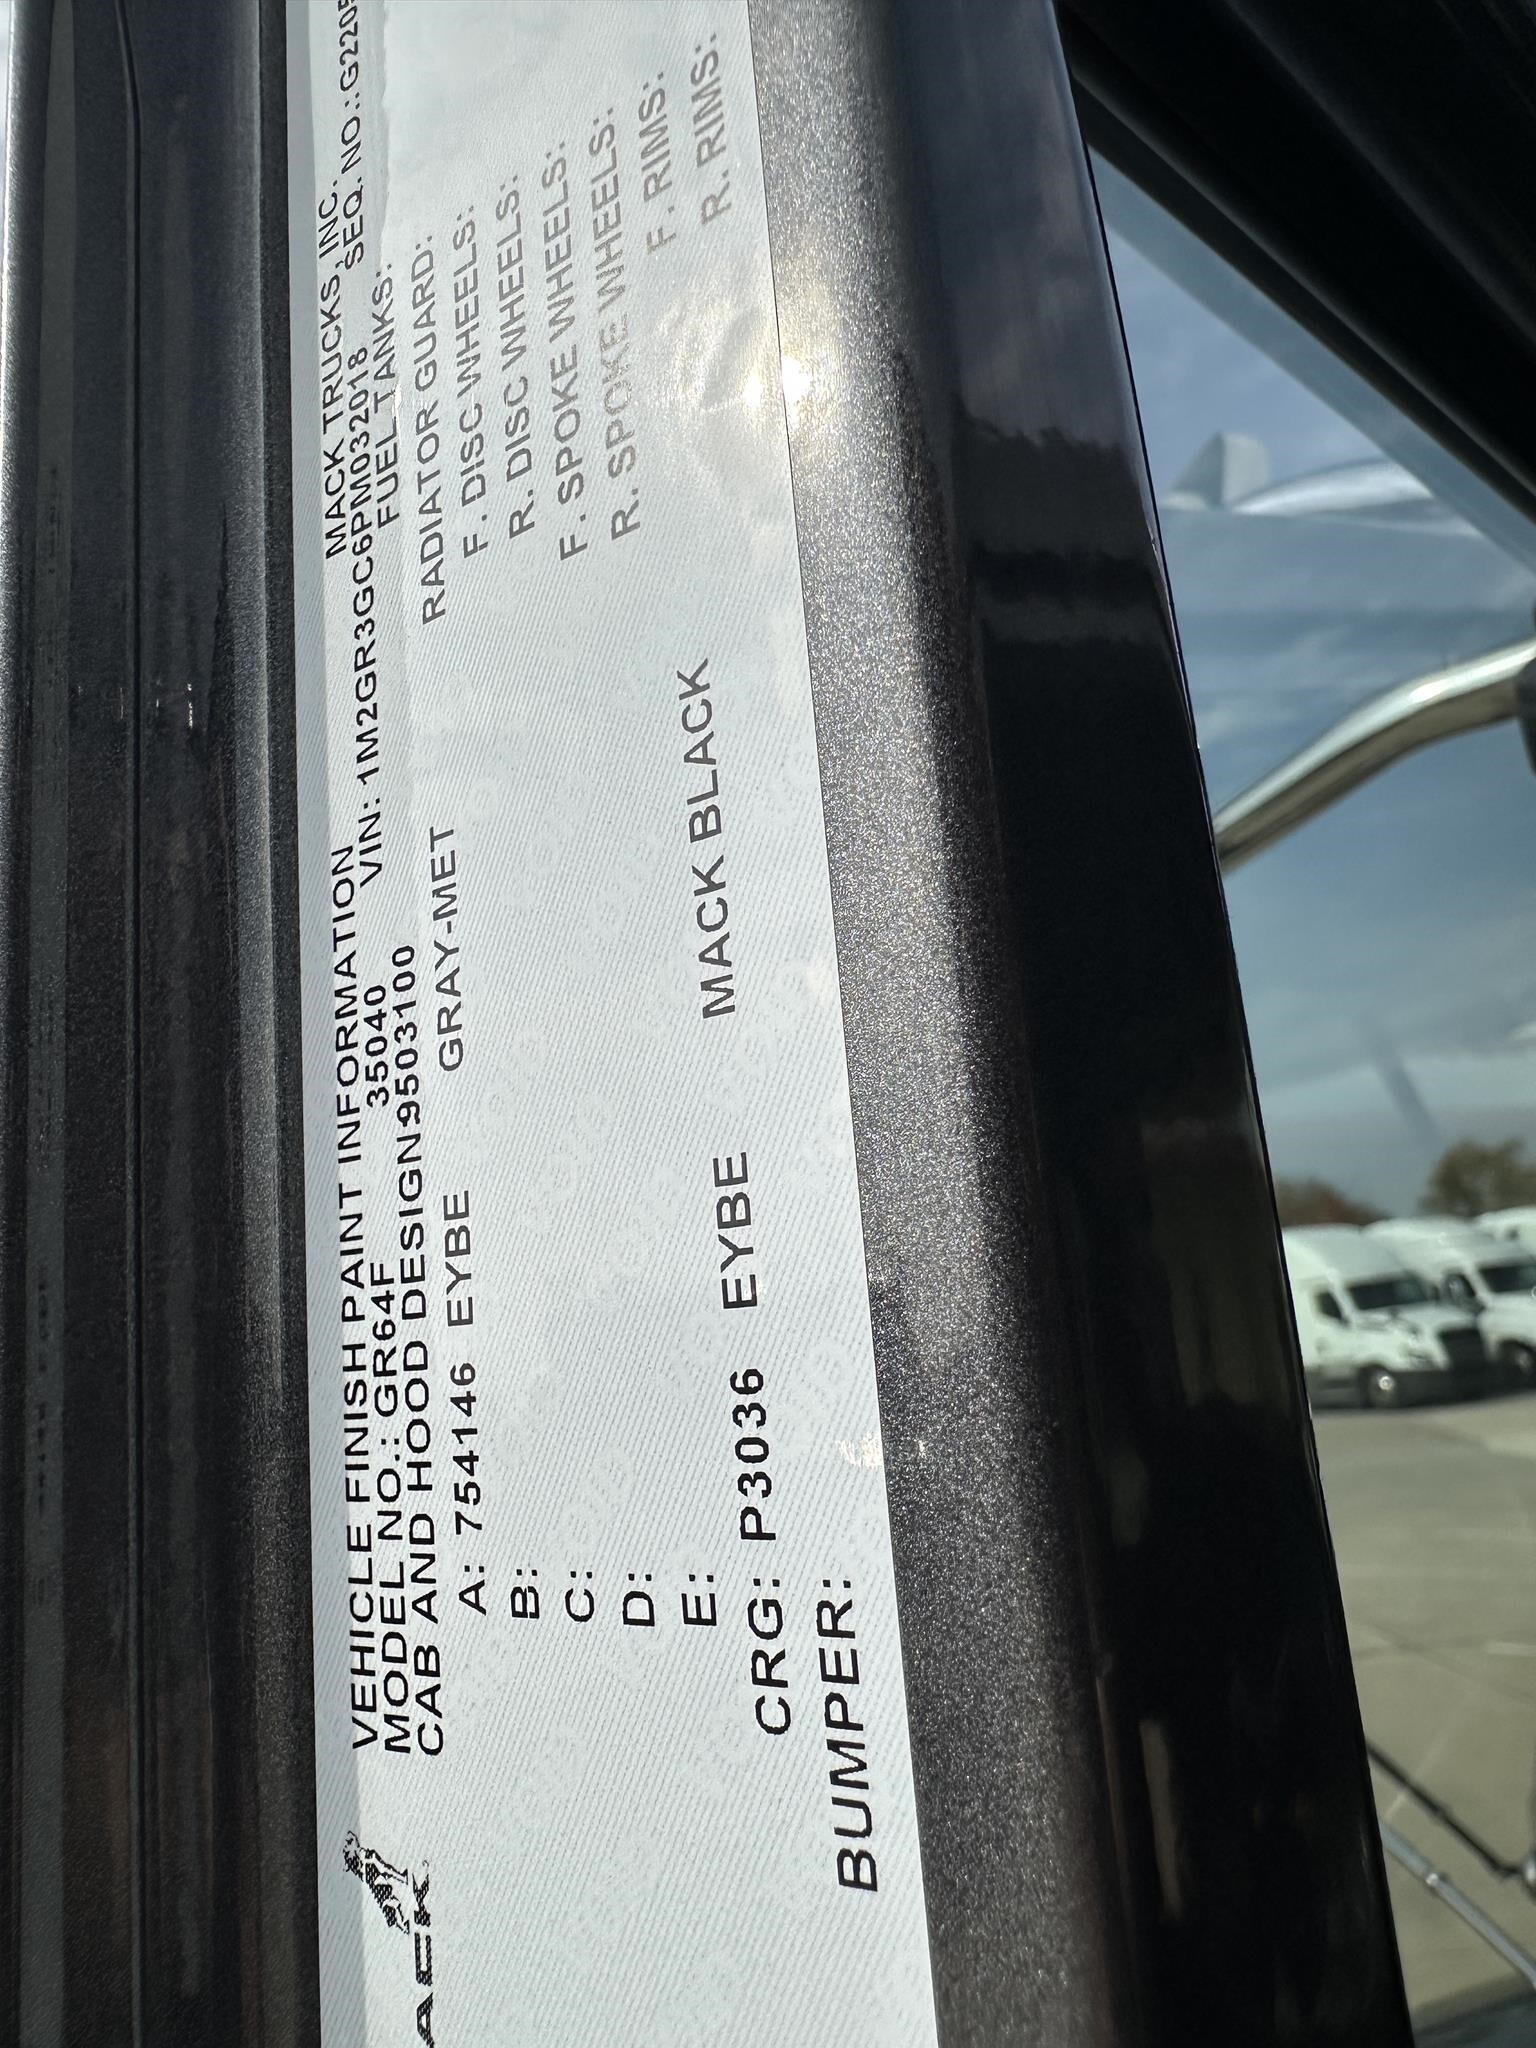 VEHICLE FINISH PAINT INFORMATION MACK TRUCKS, INC.
MODEL NO.: GR64F 35040 VIN: 1M2GR3GC6PM032018 SEQ. NO.:
CAB AND HOOD DESIGN:9503100 FUEL TANKS:
A: 754146 EYBE GRAY-MET RADIATOR GUARD:
B: F. DISC WHEELS:
C: R. DISC WHEELS:
D: F. SPOKE WHEELS:
E: R. SPOKE WHEELS:
CRG: P3036 EYBE MACK BLACK F. RIMS:
BUMPER: R. RIMS: